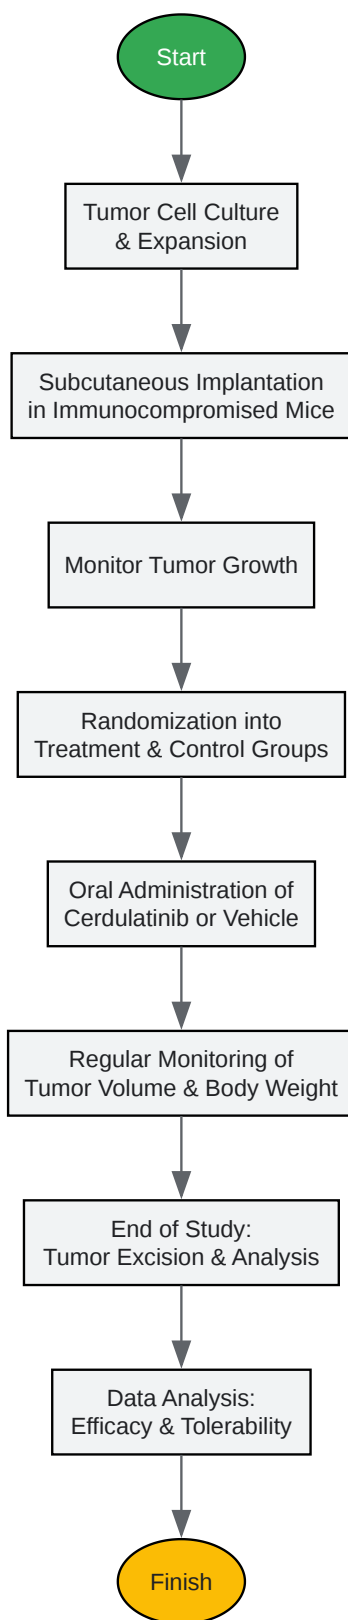 Start
Tumor Cell Culture
& Expansion
Subcutaneous Implantation
in Immunocompromised Mice
Monitor Tumor Growth
Randomization into
Treatment & Control Groups
Oral Administration of
Cerdulatinib or Vehicle
Regular Monitoring of
Tumor Volume & Body Weight
End of Study:
Tumor Excision & Analysis
Data Analysis:
Efficacy & Tolerability
Finish